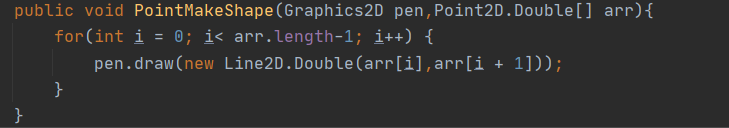 public void PointMakeShape(Graphics2D pen,Point2D.Double[] arr){
    for(int i = 0; i< arr.length-1; i++) {
        pen.draw(new Line2D.Double(arr[i],arr[i + 1]));
    }
}